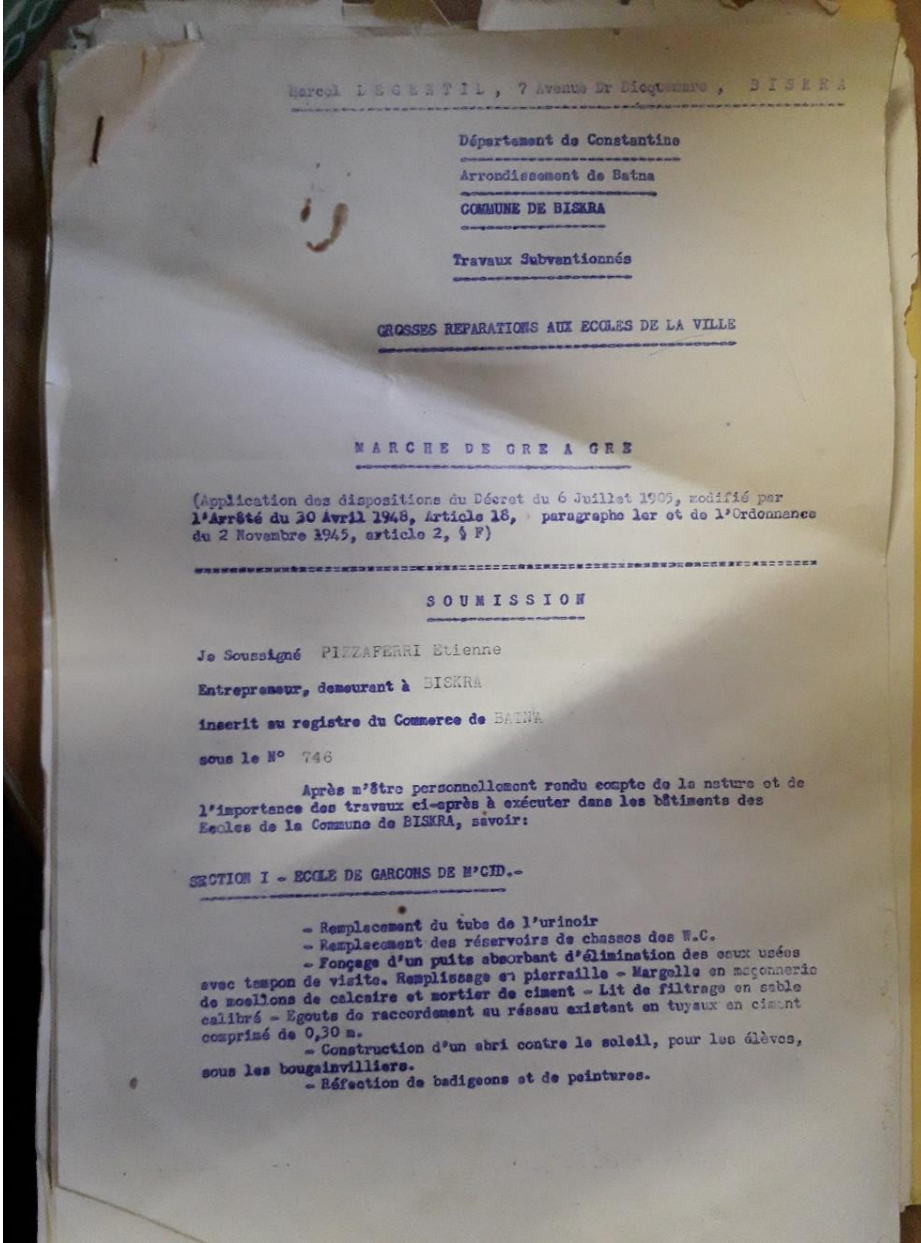 Marcel LEGENTIL, 7 Avenue Dr Dicquemare, BISKRA
Département de Constantine
Arrondissement de Batna
COMMUNE DE BISKRA
Travaux Subventionnés
GROSSES REPARATIONS AUX ECOLES DE LA VILLE
MARCHE DE GRE A GRE
(Application des dispositions du Décret du 6 Juillet 1905, modifié par
l'Arrêté du 30 Avril 1948, Article 18, paragraphe 1er et de l'Ordonnance
du 2 Novembre 1945, article 2, § F)
SOUMISSION
Je Soussigné PIZZAFERRI Etienne
Entrepreneur, demeurant à BISKRA
inscrit au registre du Commerce de BATNA
sous le N° 746
Après m'être personnellement rendu compte de la nature et de
l'importance des travaux ci-après à exécuter dans les bâtiments des
Ecoles de la Commune de BISKRA, savoir:
SECTION I - ECOLE DE GARCONS DE M'CID.-
- Remplacement du tube de l'urinoir
- Remplacement des réservoirs de chasses des W.C.
- Fonçage d'un puits absorbant d'élimination des eaux usées
avec tampon de visite. Remplissage en pierraille - Margelle en maçonnerie
de moellons de calcaire et mortier de ciment - Lit de filtrage en sable
calibré - Egouts de raccordement au réseau existant en tuyaux en ciment
comprimé de 0,30 m.
- Construction d'un abri contre le soleil, pour les élèves,
sous les bougainvilliers.
- Réfection de badigeons et de peintures.